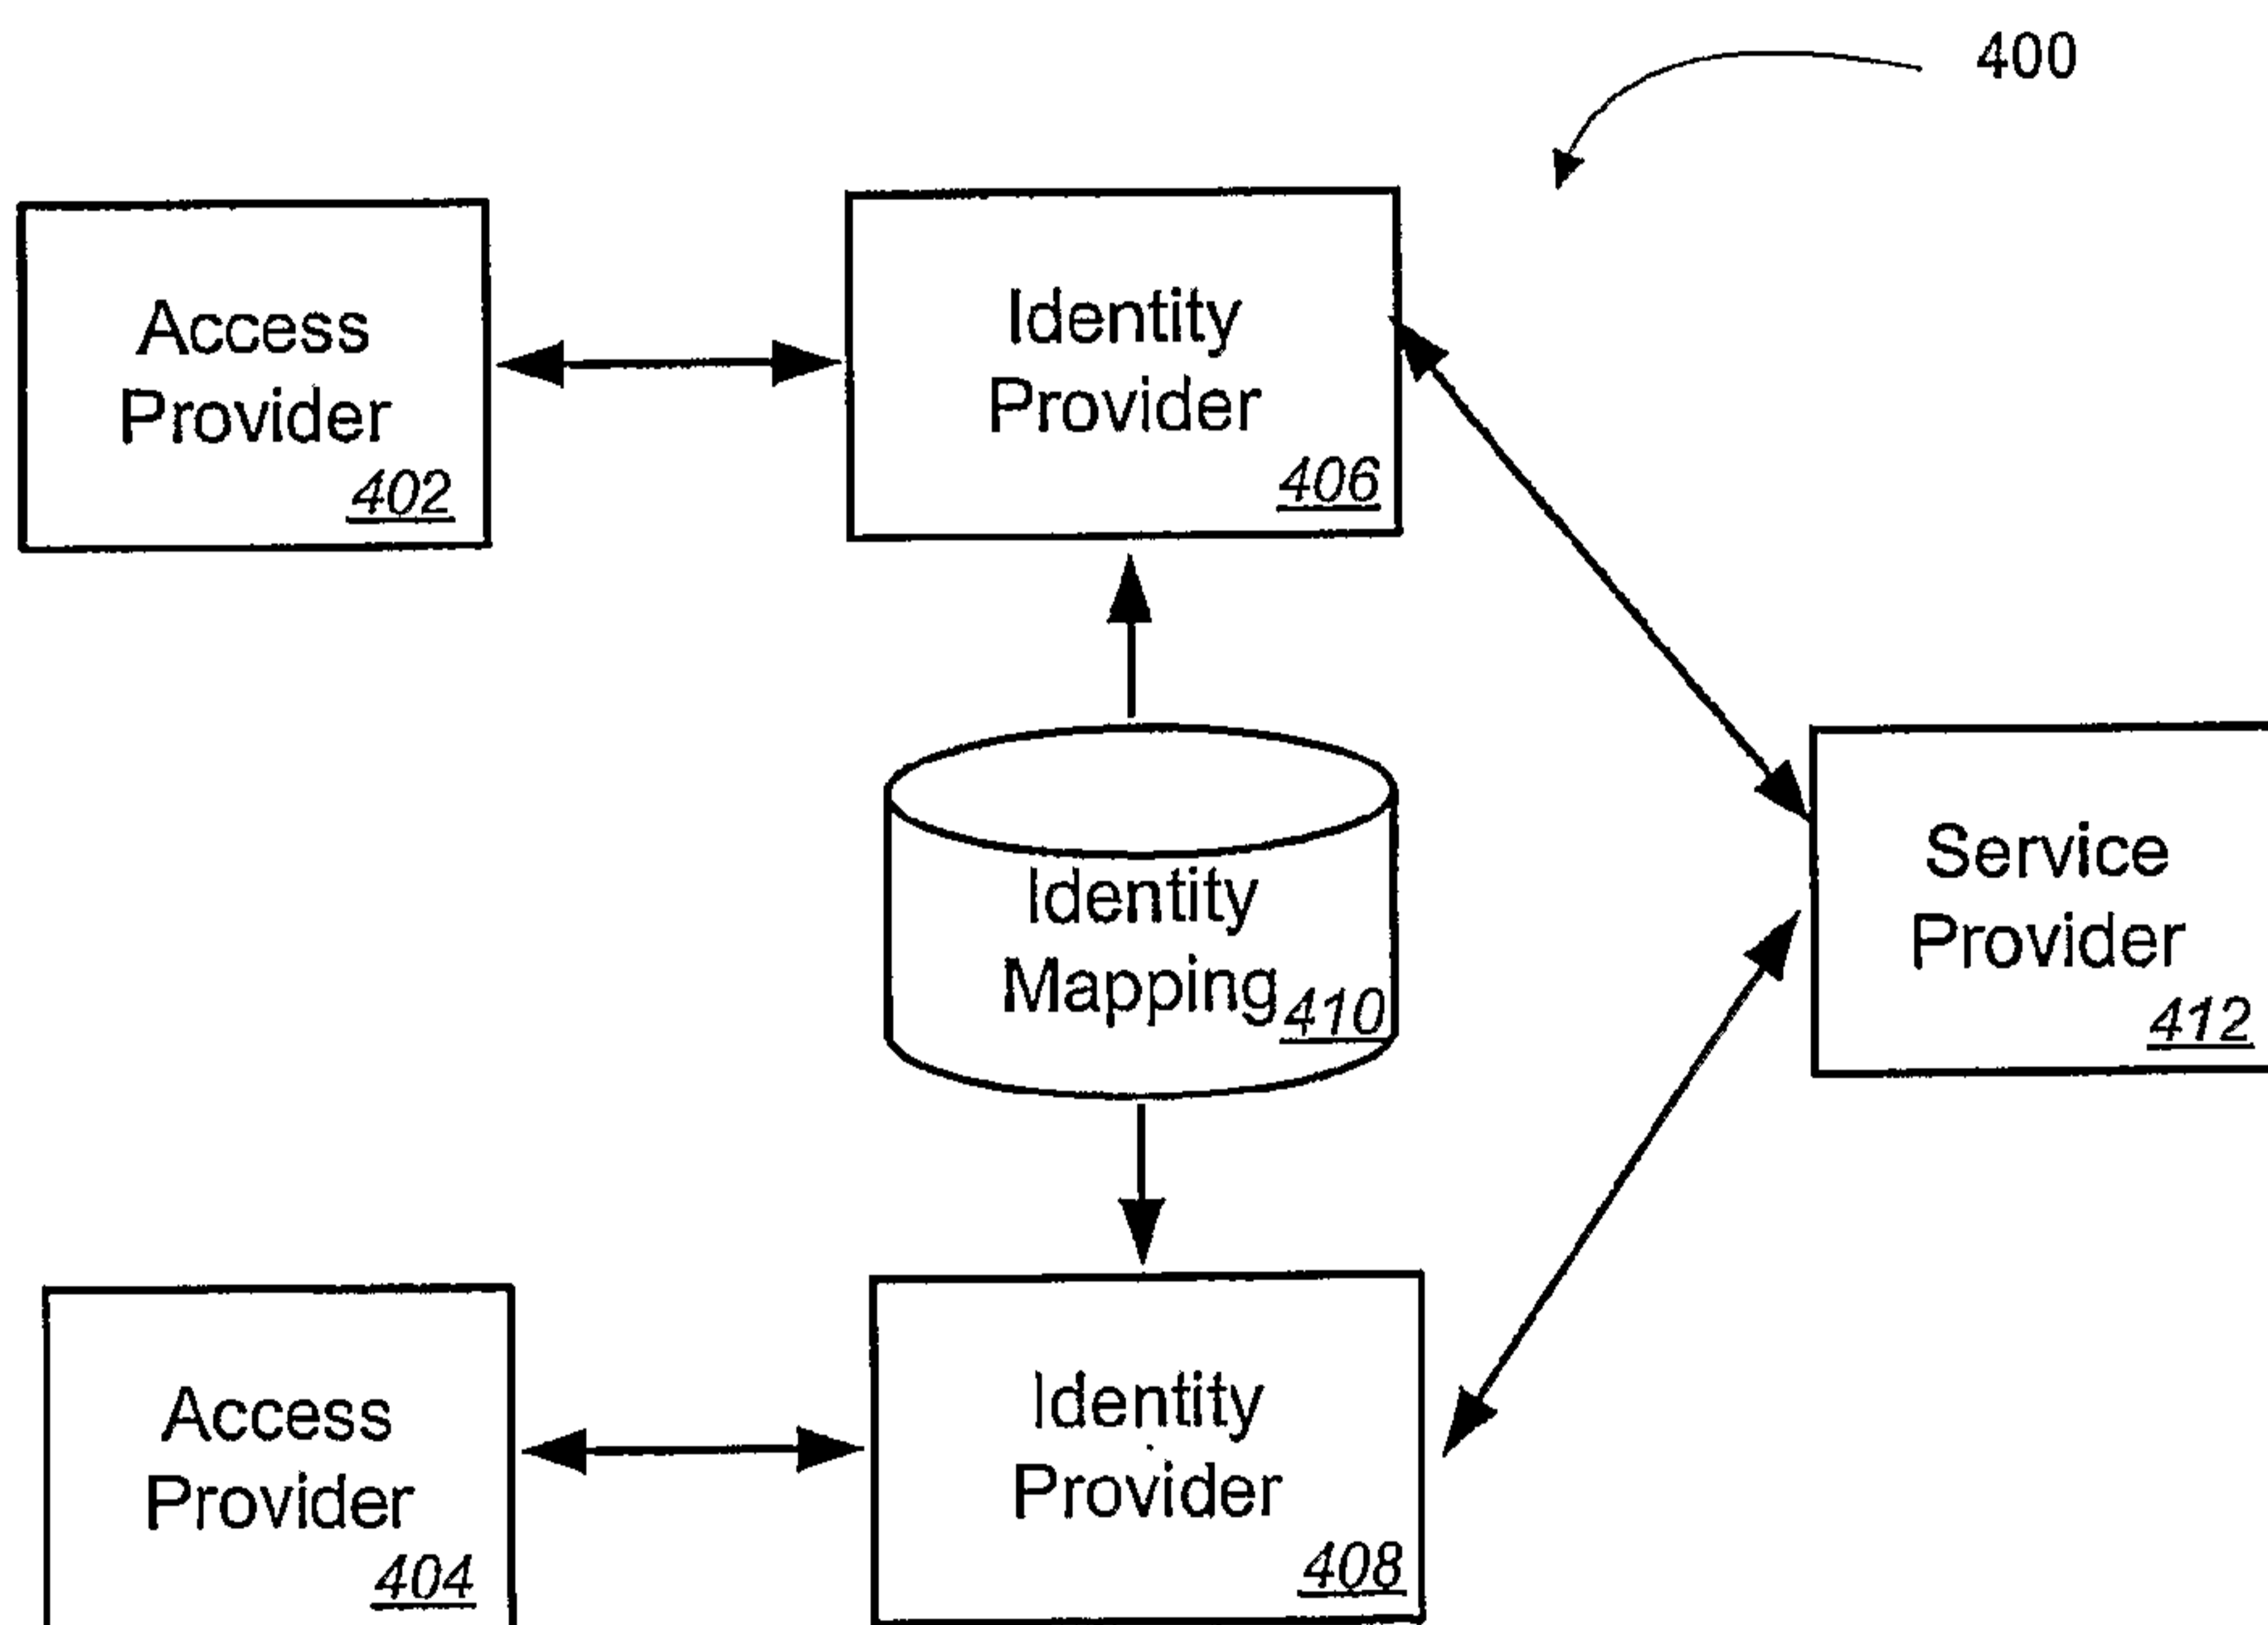 400
Access
Provider
402
Identity
Provider
406
Identity
Mapping
410
Service
Provider
412
Access
Provider
404
Identity
Provider
408